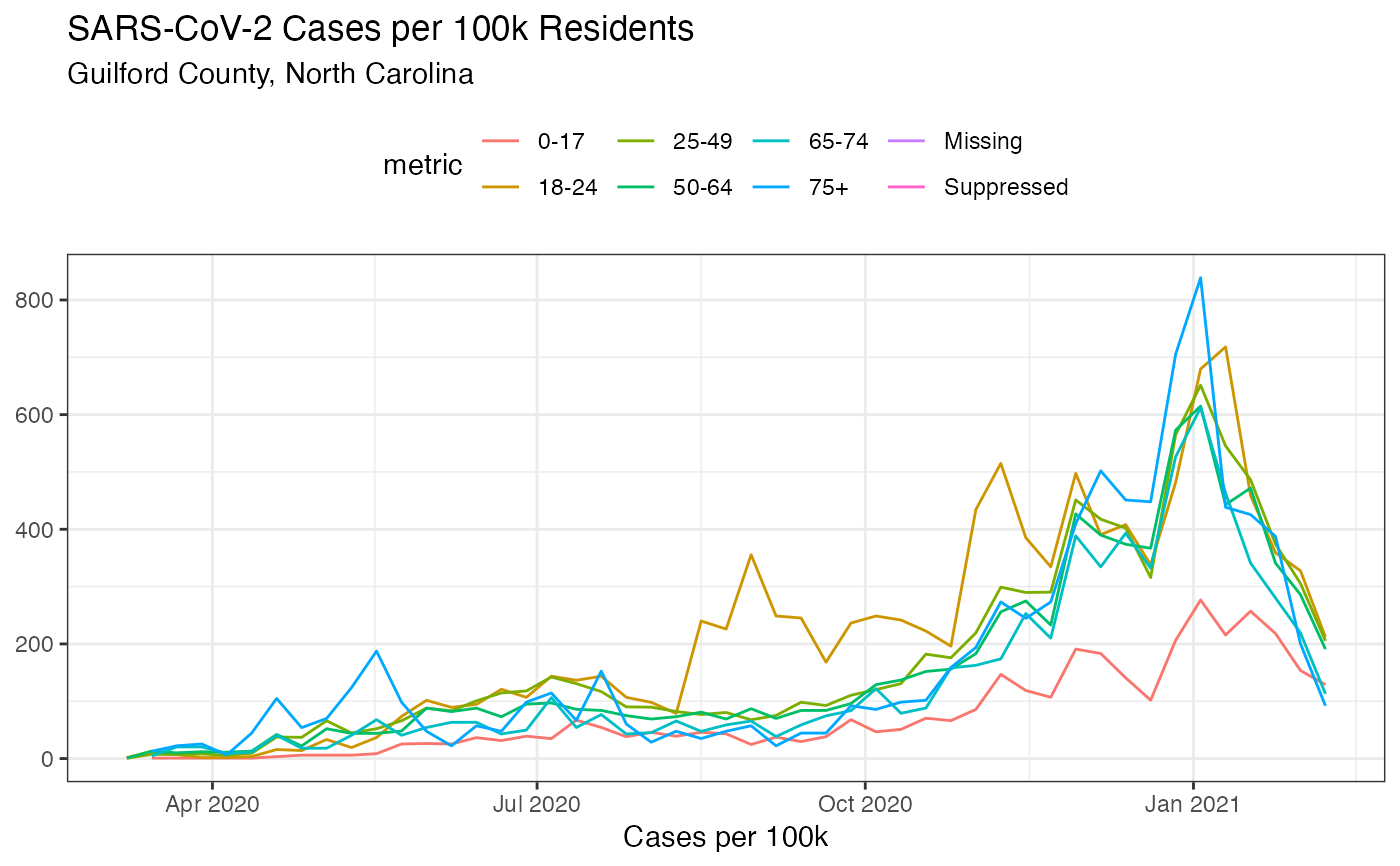 SARS-CoV-2 Cases per 100k Residents
Guilford County, North Carolina
metric
0-17 25-49 65-74 Missing
18-24 50-64 75+ Suppressed
800
600
400
200
0
Apr 2020 Jul 2020 Oct 2020 Jan 2021
Cases per 100k